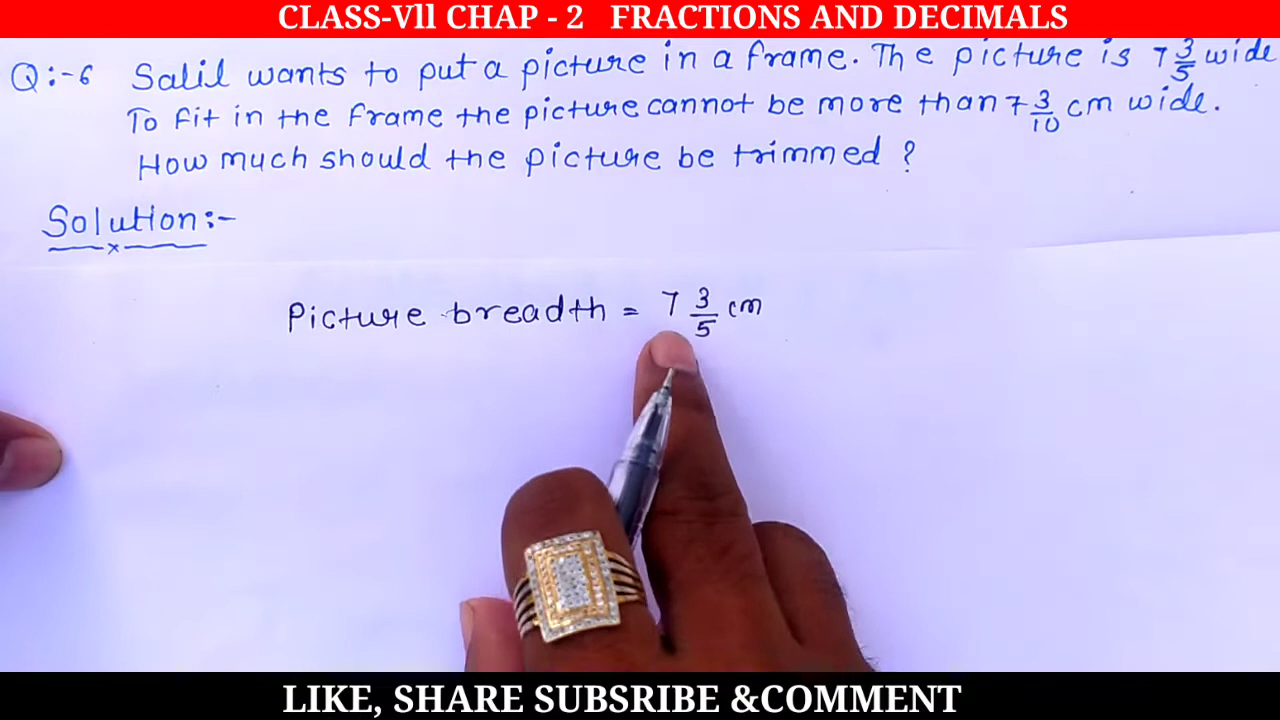 CLASS-Vll CHAP - 2 FRACTIONS AND DECIMALS
Q:-6 Salil wants to put a picture in a frame. The picture is 7 3/5 wide
To fit in the frame the picture cannot be more than 7 3/10 cm wide.
How much should the picture be trimmed ?
Solution:-
Picture breadth = 7 3/5 cm
LIKE, SHARE SUBSRIBE &COMMENT